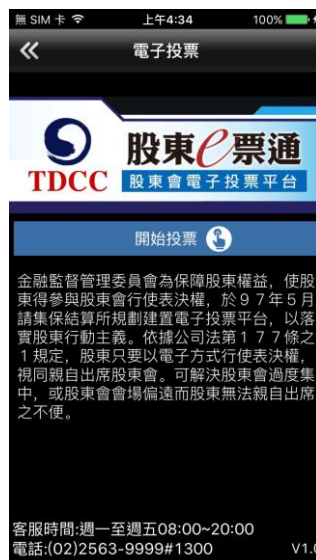 無 SIM 卡 上午4:34 100%
電子投票
TDCC 股東e票通
股東會電子投票平台
開始投票
金融監督管理委員會為保障股東權益，使股
東得參與股東會行使表決權，於９７年５月
請集保結算所規劃建置電子投票平台，以落
實股東行動主義。依據公司法第１７７條之
１規定，股東只要以電子方式行使表決權，
視同親自出席股東會。可解決股東會過度集
中，或股東會會場偏遠而股東無法親自出席
之不便。
客服時間:週一至週五08:00~20:00
電話:(02)2563-9999#1300 V1.